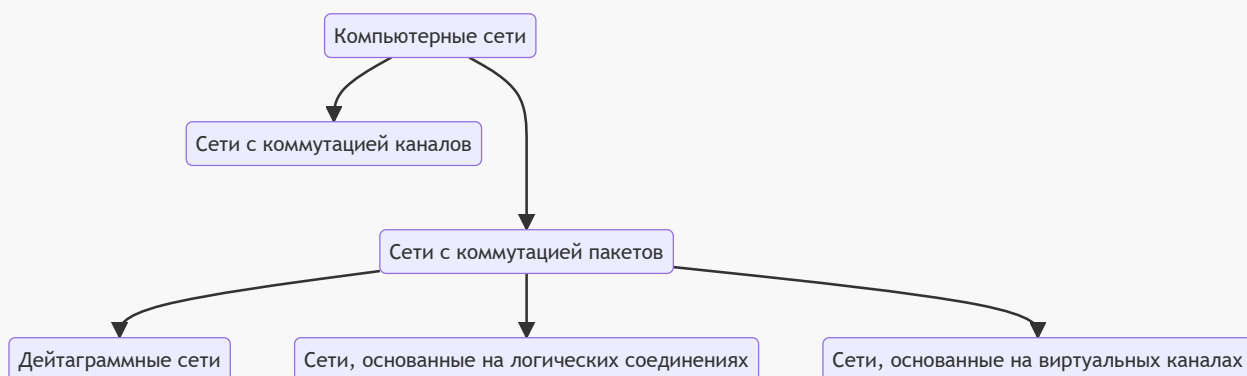 Компьютерные сети
Сети с коммутацией каналов
Сети с коммутацией пакетов
Дейтаграммные сети
Сети, основанные на логических соединениях
Сети, основанные на виртуальных каналах